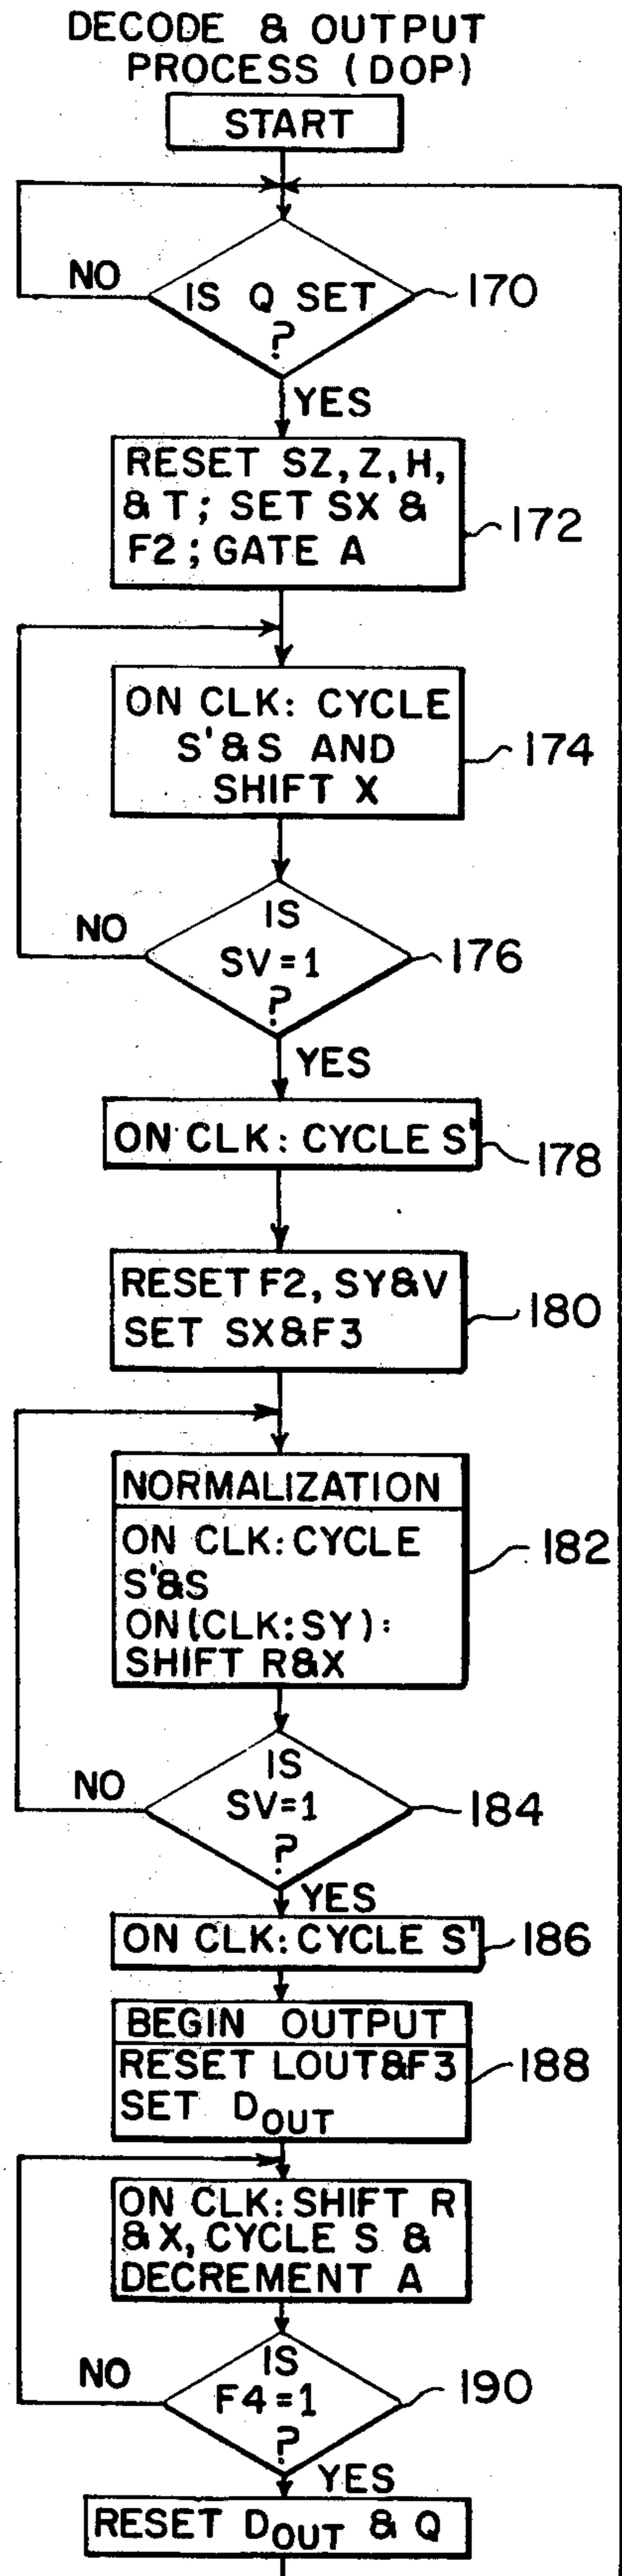 DECODE & OUTPUT
PROCESS (DOP)
START
NO
IS Q SET
?
170
YES
RESET SZ, Z, H,
& T; SET SX &
F2; GATE A
172
ON CLK: CYCLE
S'&S AND
SHIFT X
174
NO
IS
SV=1
?
176
YES
ON CLK: CYCLE S'
178
RESET F2, SY&V
SET SX&F3
180
NORMALIZATION
ON CLK: CYCLE
S'&S
ON(CLK:SY):
SHIFT R&X
182
NO
IS
SV=1
?
184
YES
ON CLK: CYCLE S'
186
BEGIN OUTPUT
RESET LOUT&F3
SET DOUT
188
ON CLK: SHIFT R
&X, CYCLE S &
DECREMENT A
NO
IS
F4=1
?
190
YES
RESET DOUT & Q